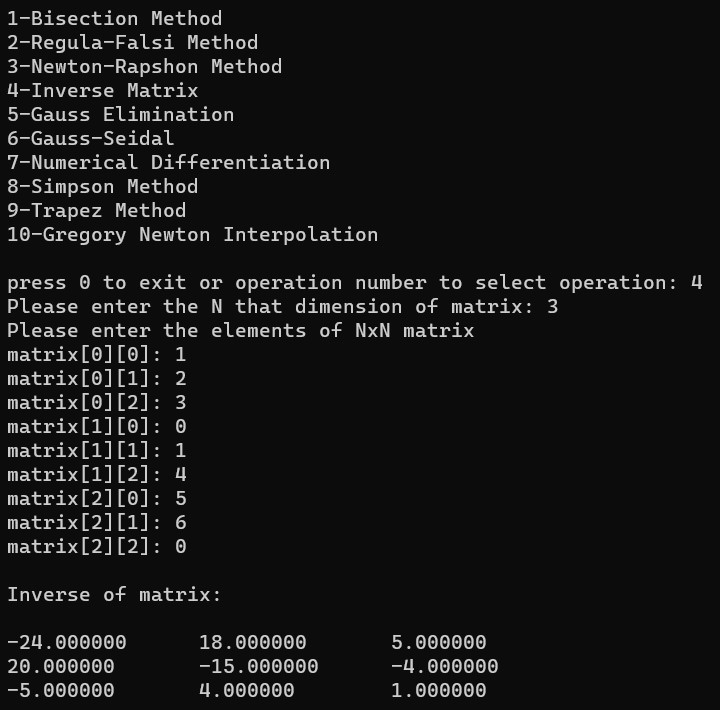 1-Bisection Method
2-Regula-Falsi Method
3-Newton-Rapshon Method
4-Inverse Matrix
5-Gauss Elimination
6-Gauss-Seidal
7-Numerical Differentiation
8-Simpson Method
9-Trapez Method
10-Gregory Newton Interpolation
press 0 to exit or operation number to select operation: 4
Please enter the N that dimension of matrix: 3
Please enter the elements of NxN matrix
matrix[0][0]: 1
matrix[0][1]: 2
matrix[0][2]: 3
matrix[1][0]: 0
matrix[1][1]: 1
matrix[1][2]: 4
matrix[2][0]: 5
matrix[2][1]: 6
matrix[2][2]: 0
Inverse of matrix:
-24.000000 18.000000 5.000000
20.000000 -15.000000 -4.000000
-5.000000 4.000000 1.000000